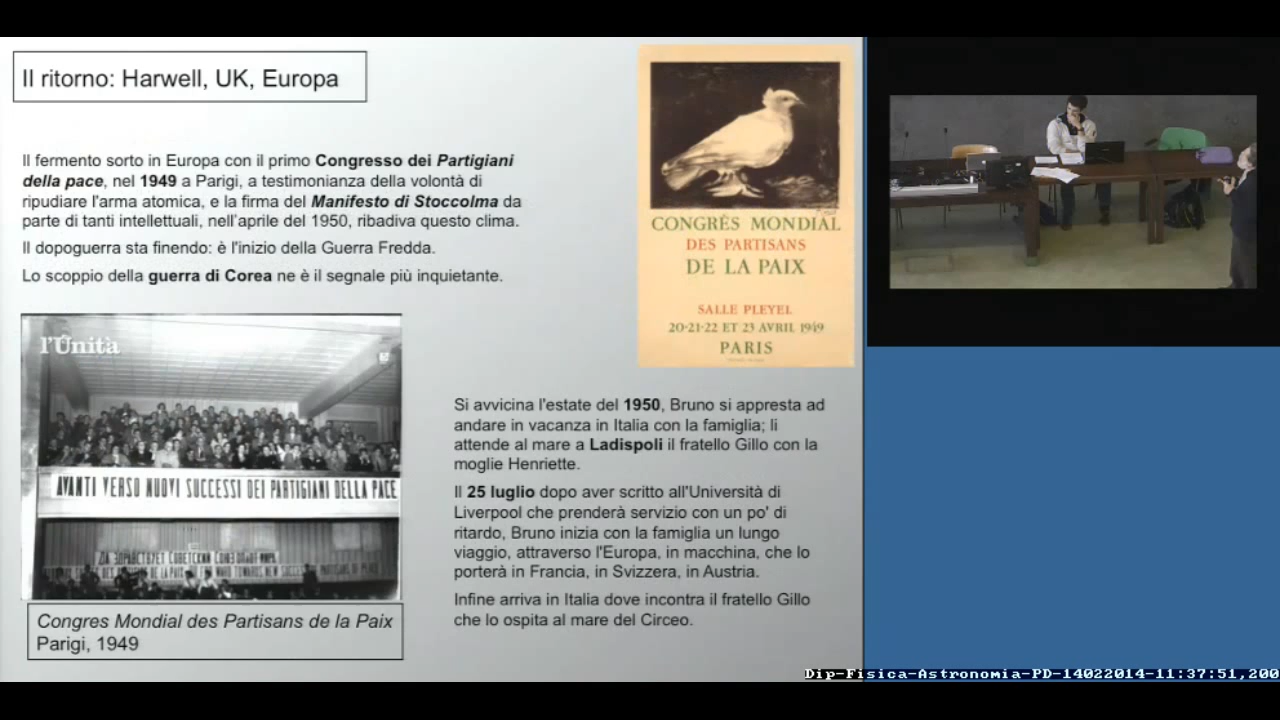 Il ritorno: Harwell, UK, Europa
Il fermento sorto in Europa con il primo Congresso dei Partigiani
della pace, nel 1949 a Parigi, a testimonianza della volontà di
ripudiare l'arma atomica, e la firma del Manifesto di Stoccolma da
parte di tanti intellettuali, nell'aprile del 1950, ribadiva questo clima.
Il dopoguerra sta finendo: è l'inizio della Guerra Fredda.
Lo scoppio della guerra di Corea ne è il segnale più inquietante.
CONGRÈS MONDIAL
DES PARTISANS
DE LA PAIX
SALLE PLEYEL
20·21·22 ET 23 AVRIL 1949
PARIS
l'Unità
AVANTI VERSO NUOVI SUCCESSI DEI PARTIGIANI DELLA PACE
DE LA PAIX
TOWARDS NEW
Congres Mondial des Partisans de la Paix
Parigi, 1949
Si avvicina l'estate del 1950, Bruno si appresta ad
andare in vacanza in Italia con la famiglia; li
attende al mare a Ladispoli il fratello Gillo con la
moglie Henriette.
Il 25 luglio dopo aver scritto all'Università di
Liverpool che prenderà servizio con un po' di
ritardo, Bruno inizia con la famiglia un lungo
viaggio, attraverso l'Europa, in macchina, che lo
porterà in Francia, in Svizzera, in Austria.
Infine arriva in Italia dove incontra il fratello Gillo
che lo ospita al mare del Circeo.
Dip-Fisica-Astronomia-PD-14022014-11:37:51,200